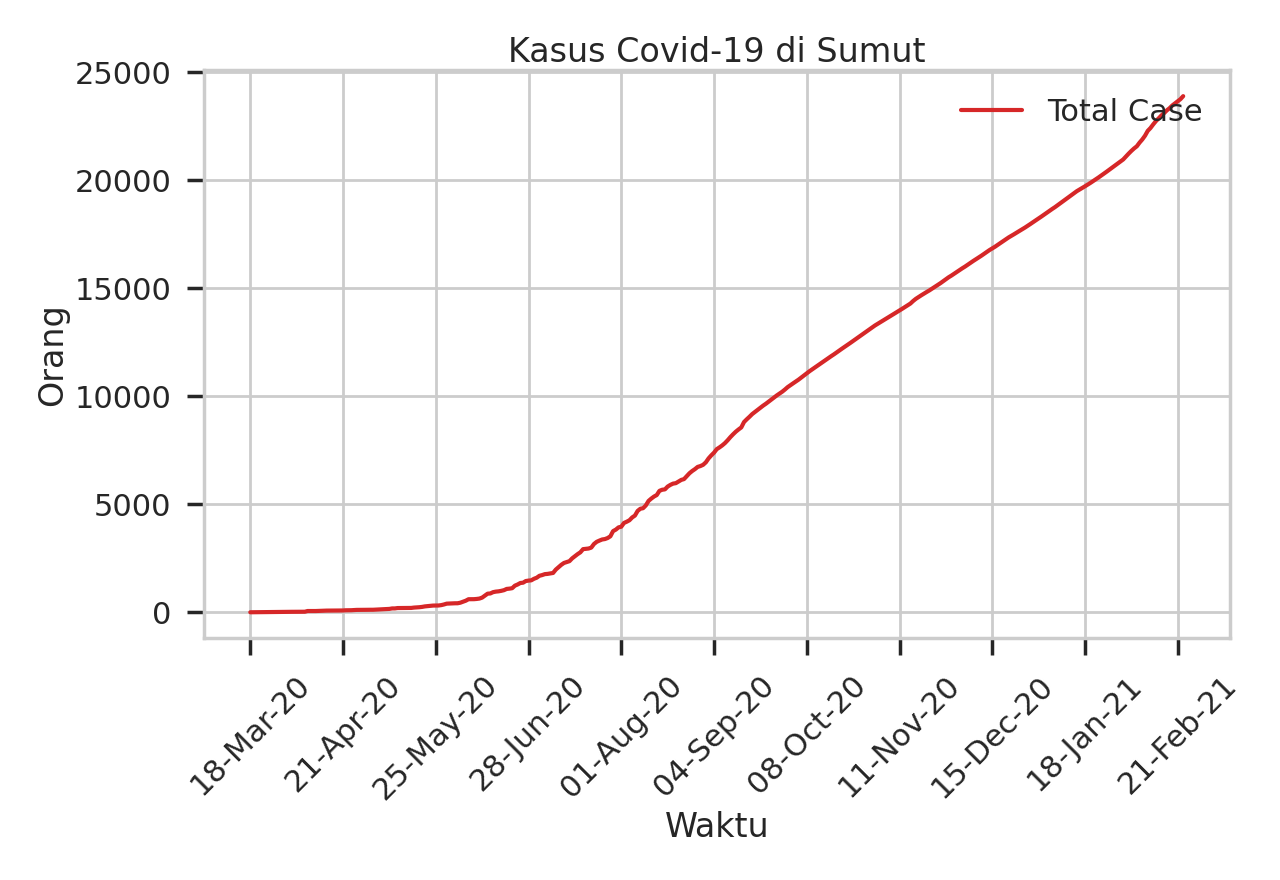 Kasus Covid-19 di Sumut
Total Case
25000
20000
15000
10000
5000
0
Orang
18-Mar-20
21-Apr-20
25-May-20
28-Jun-20
01-Aug-20
04-Sep-20
08-Oct-20
11-Nov-20
15-Dec-20
18-Jan-21
21-Feb-21
Waktu